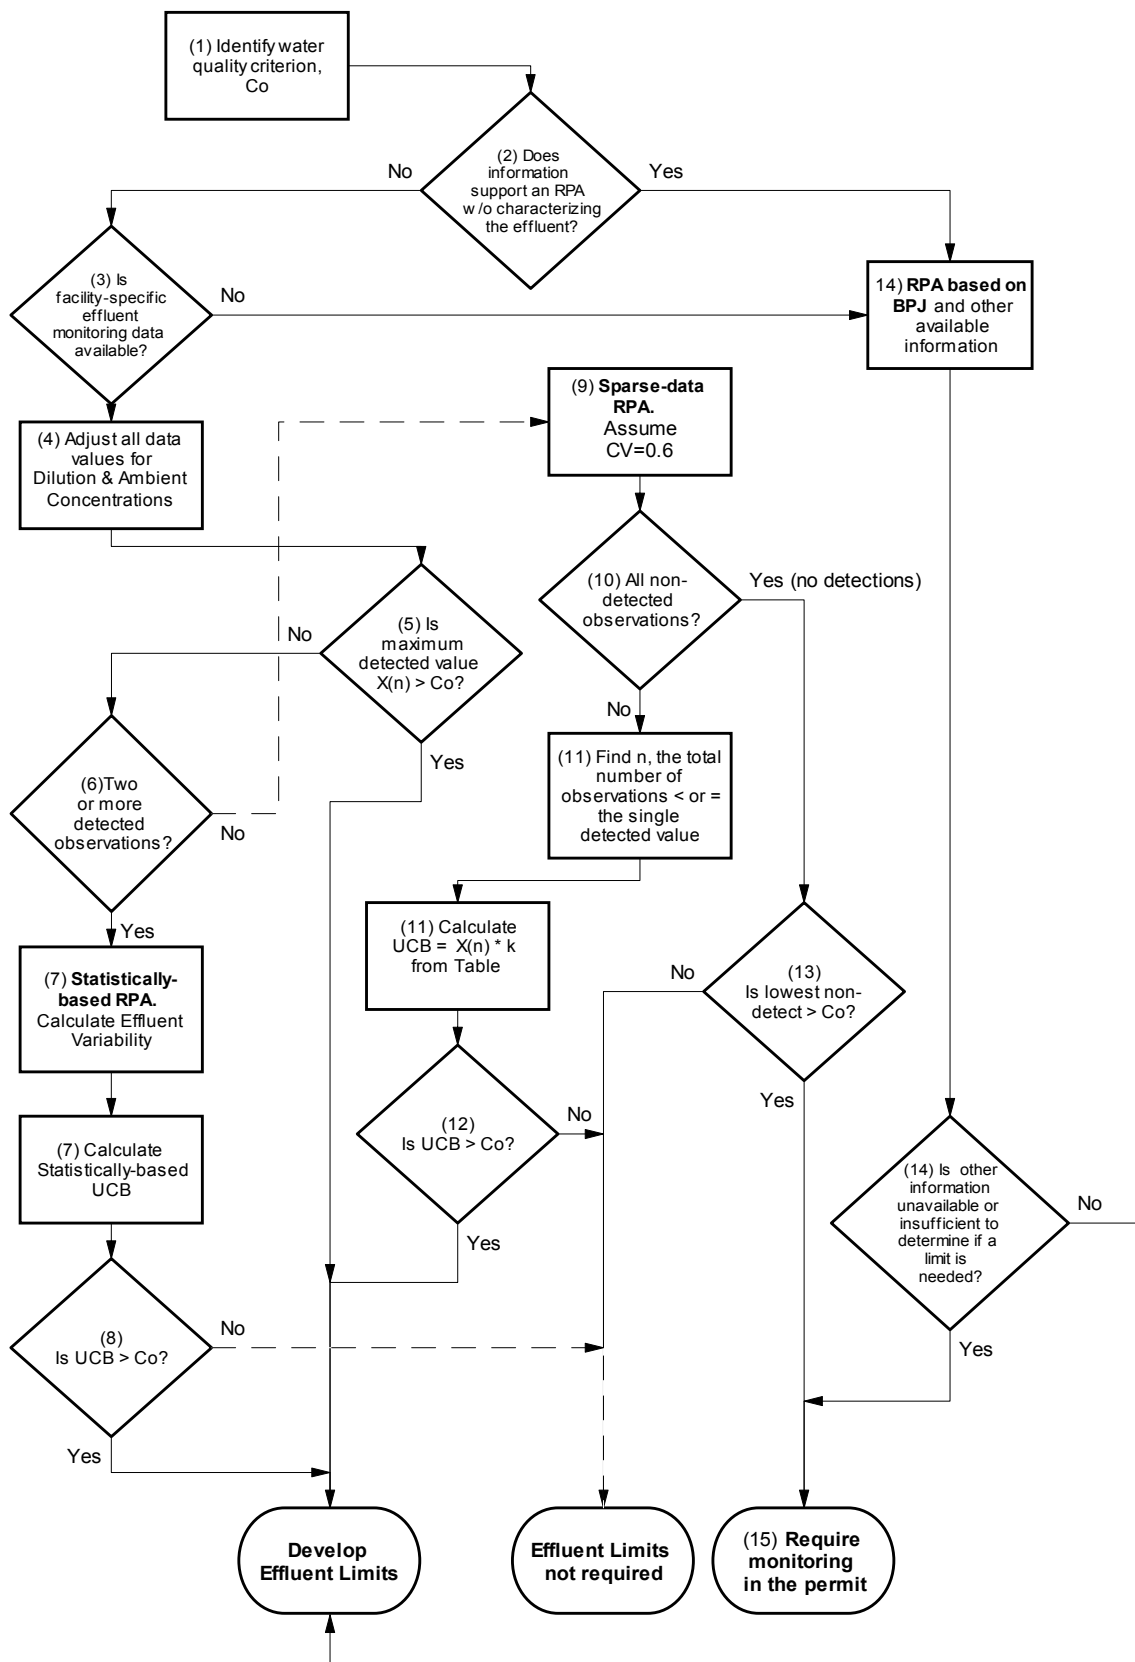 (1) Identify water
quality criterion,
Co
(2) Does
information
support an RPA
w/o characterizing
the effluent?
No
Yes
(3) Is
facility-specific
effluent
monitoring data
available?
No
14) RPA based on
BPJ and other
available
information
(4) Adjust all data
values for
Dilution & Ambient
Concentrations
(9) Sparse-data
RPA.
Assume
CV=0.6
(5) Is
maximum
detected value
X(n) > Co?
No
Yes
(10) All non-
detected
observations?
Yes (no detections)
No
(6)Two
or more
detected
observations?
No
Yes
(11) Find n, the total
number of
observations < or =
the single
detected value
(7) Statistically-
based RPA.
Calculate Effluent
Variability
(11) Calculate
UCB = X(n) * k
from Table
(13)
Is lowest non-
detect > Co?
No
Yes
(7) Calculate
Statistically-based
UCB
(12)
Is UCB > Co?
No
Yes
(14) Is other
information
unavailable or
insufficient to
determine if a
limit is
needed?
No
Yes
(8)
Is UCB > Co?
No
Yes
Develop
Effluent Limits
Effluent Limits
not required
(15) Require
monitoring
in the permit